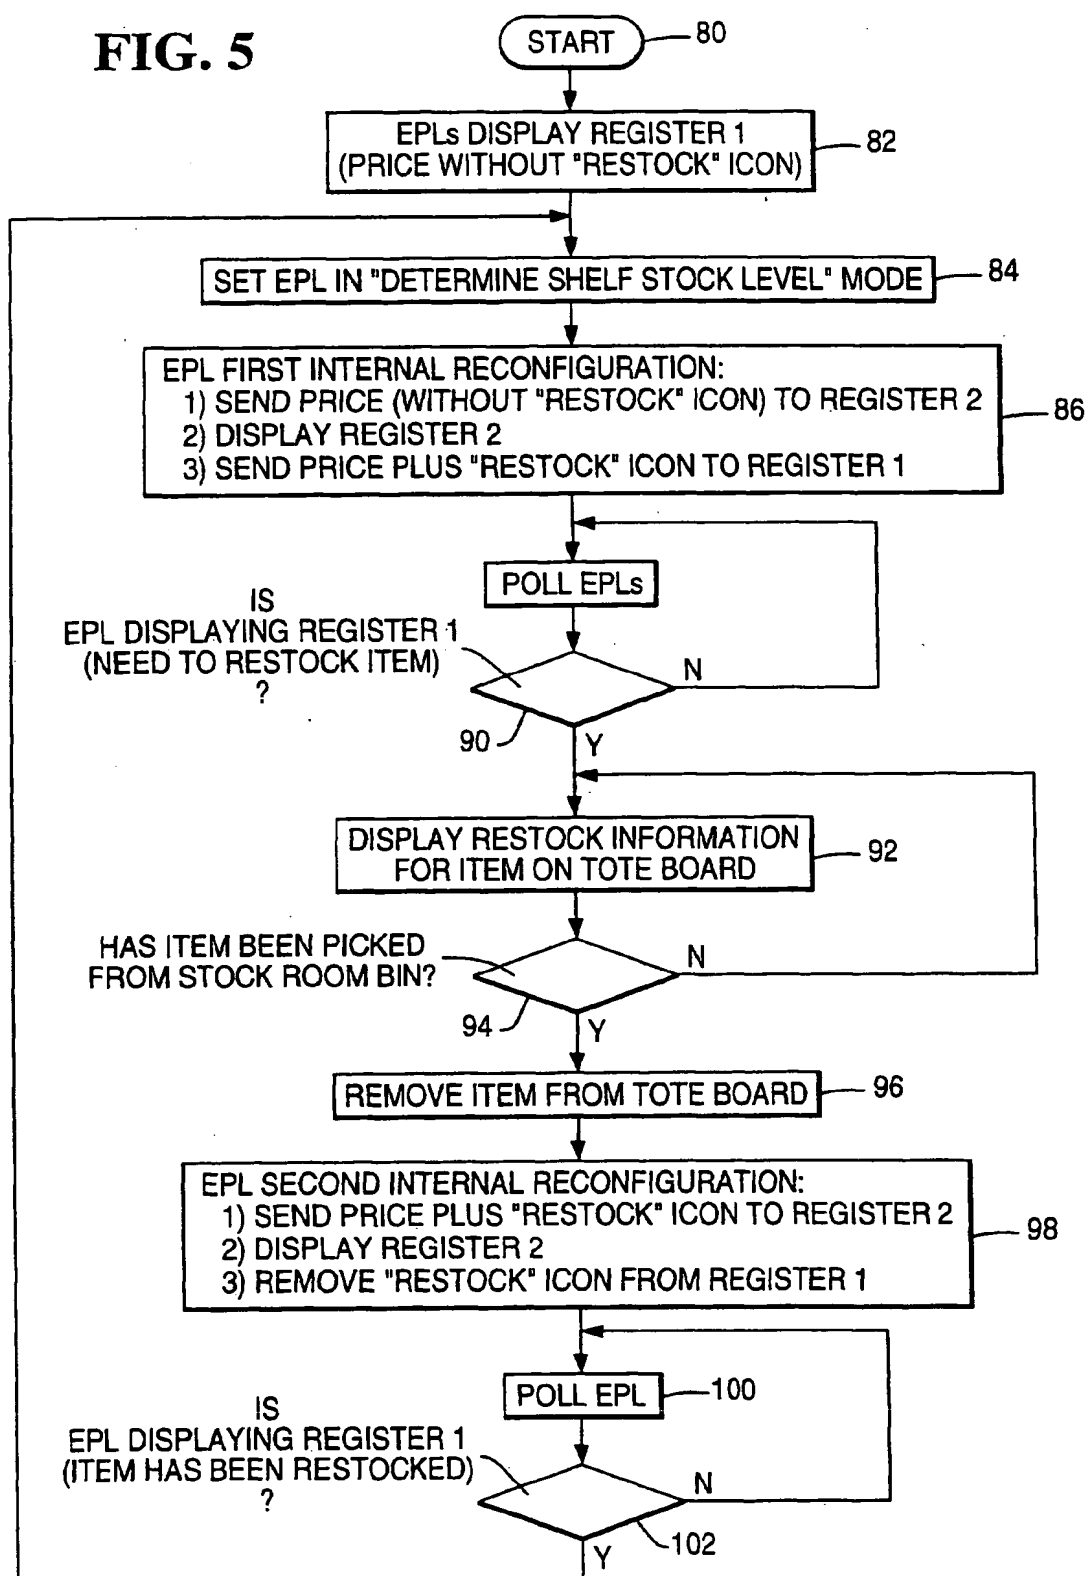 FIG. 5
START
80
EPLs DISPLAY REGISTER 1
(PRICE WITHOUT "RESTOCK" ICON)
82
SET EPL IN "DETERMINE SHELF STOCK LEVEL" MODE
84
EPL FIRST INTERNAL RECONFIGURATION:
1) SEND PRICE (WITHOUT "RESTOCK" ICON) TO REGISTER 2
2) DISPLAY REGISTER 2
3) SEND PRICE PLUS "RESTOCK" ICON TO REGISTER 1
86
POLL EPLs
IS
EPL DISPLAYING REGISTER 1
(NEED TO RESTOCK ITEM)
?
N
90
Y
DISPLAY RESTOCK INFORMATION
FOR ITEM ON TOTE BOARD
92
HAS ITEM BEEN PICKED
FROM STOCK ROOM BIN?
N
94
Y
REMOVE ITEM FROM TOTE BOARD
96
EPL SECOND INTERNAL RECONFIGURATION:
1) SEND PRICE PLUS "RESTOCK" ICON TO REGISTER 2
2) DISPLAY REGISTER 2
3) REMOVE "RESTOCK" ICON FROM REGISTER 1
98
POLL EPL
100
IS
EPL DISPLAYING REGISTER 1
(ITEM HAS BEEN RESTOCKED)
?
N
102
Y